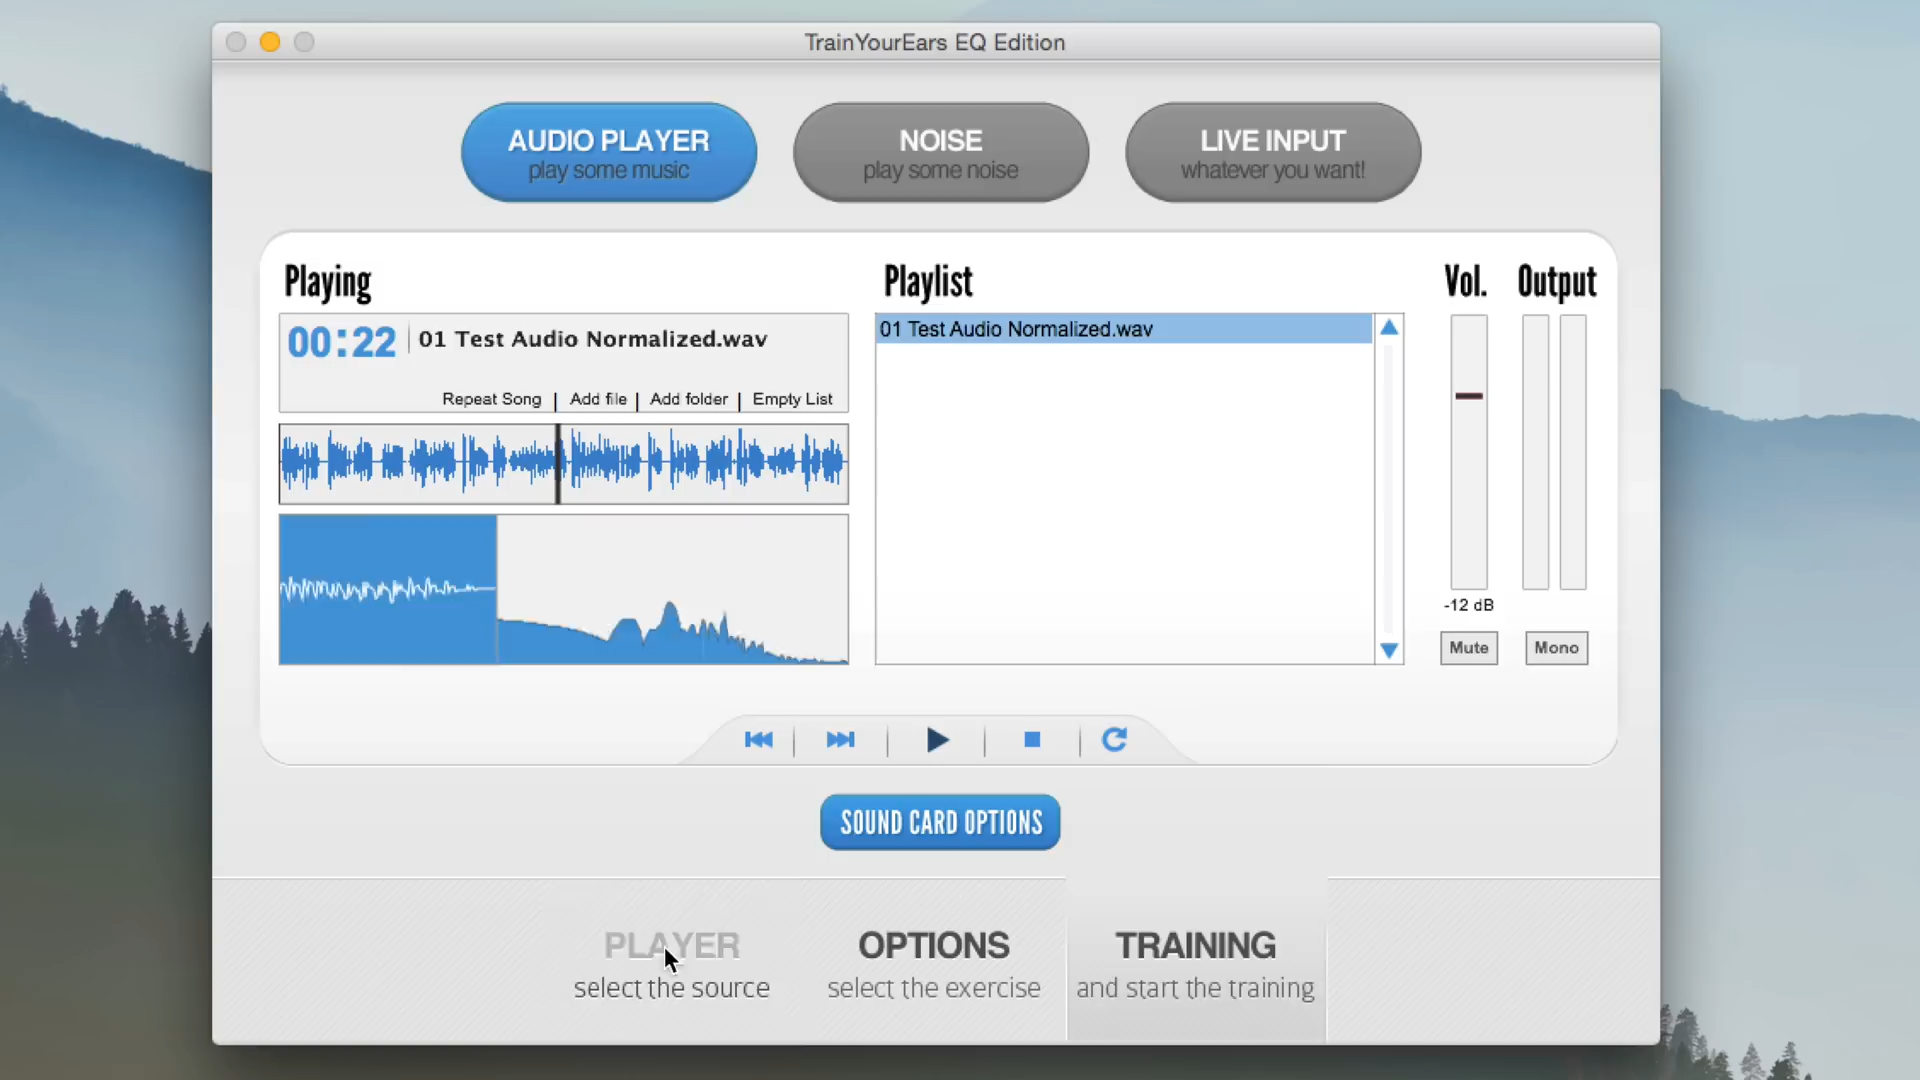 TrainYourEars EQ Edition
AUDIO PLAYER
play some music
NOISE
play some noise
LIVE INPUT
whatever you want!
Playing
Playlist
Vol.
Output
00:22
01 Test Audio Normalized.wav
Repeat Song | Add file | Add folder | Empty List
01 Test Audio Normalized.wav
-12 dB
Mute
Mono
SOUND CARD OPTIONS
PLAYER
select the source
OPTIONS
select the exercise
TRAINING
and start the training